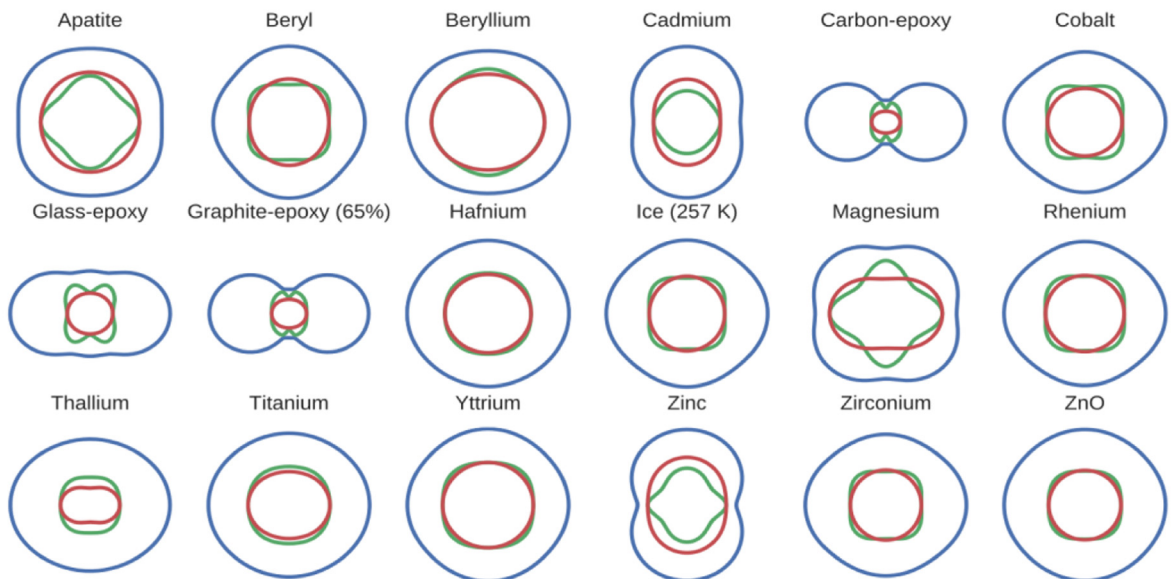 Apatite Beryl Beryllium Cadmium Carbon-epoxy Cobalt
Glass-epoxy Graphite-epoxy (65%) Hafnium Ice (257 K) Magnesium Rhenium
Thallium Titanium Yttrium Zinc Zirconium ZnO